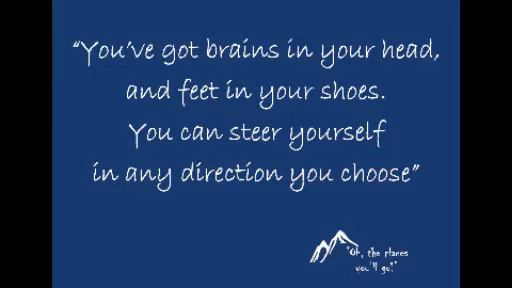 “You’ve got brains in your head,
and feet in your shoes.
You can steer yourself
in any direction you choose”
"Oh, the places
you'll go!"